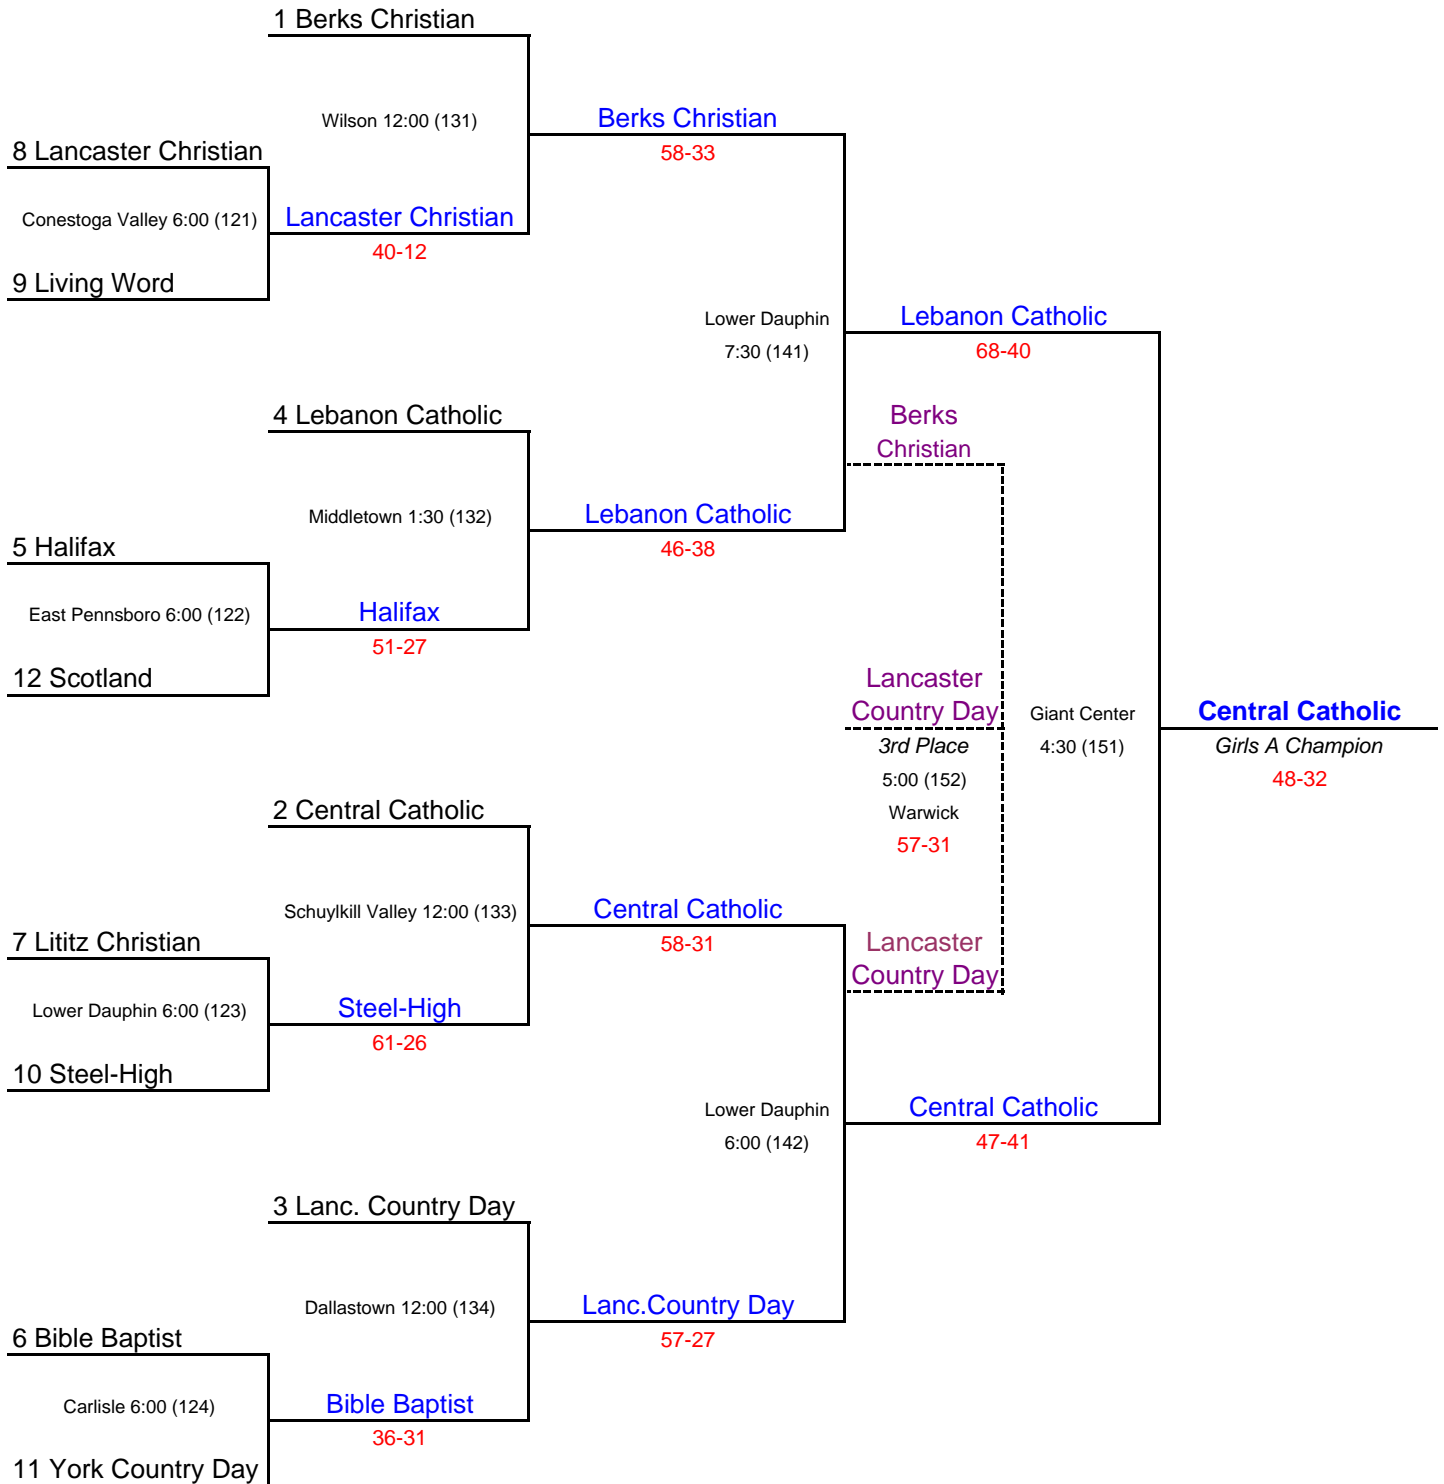 1 Berks Christian
Wilson 12:00 (131)
Berks Christian
58-33
8 Lancaster Christian
Conestoga Valley 6:00 (121)
Lancaster Christian
40-12
9 Living Word
Lower Dauphin
7:30 (141)
Lebanon Catholic
68-40
4 Lebanon Catholic
Berks
Christian
Middletown 1:30 (132)
Lebanon Catholic
46-38
5 Halifax
East Pennsboro 6:00 (122)
Halifax
51-27
12 Scotland
Lancaster
Country Day
3rd Place
5:00 (152)
Warwick
57-31
Giant Center
4:30 (151)
Central Catholic
Girls A Champion
48-32
2 Central Catholic
Schuylkill Valley 12:00 (133)
Central Catholic
58-31
7 Lititz Christian
Lancaster
Country Day
Lower Dauphin 6:00 (123)
Steel-High
61-26
10 Steel-High
Lower Dauphin
6:00 (142)
Central Catholic
47-41
3 Lanc. Country Day
Dallastown 12:00 (134)
Lanc.Country Day
57-27
6 Bible Baptist
Carlisle 6:00 (124)
Bible Baptist
36-31
11 York Country Day